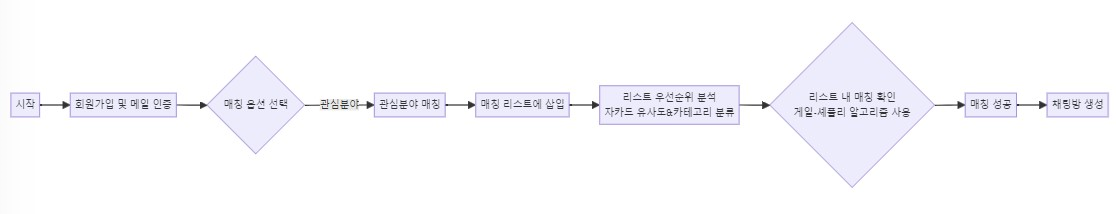 시작
회원가입 및 메일 인증
매칭 옵션 선택
관심분야
관심분야 매칭
매칭 리스트에 삽입
리스트 우선순위 분석
자카드 유사도&카테고리 분류
리스트 내 매칭 확인
게일-셰플리 알고리즘 사용
매칭 성공
채팅방 생성